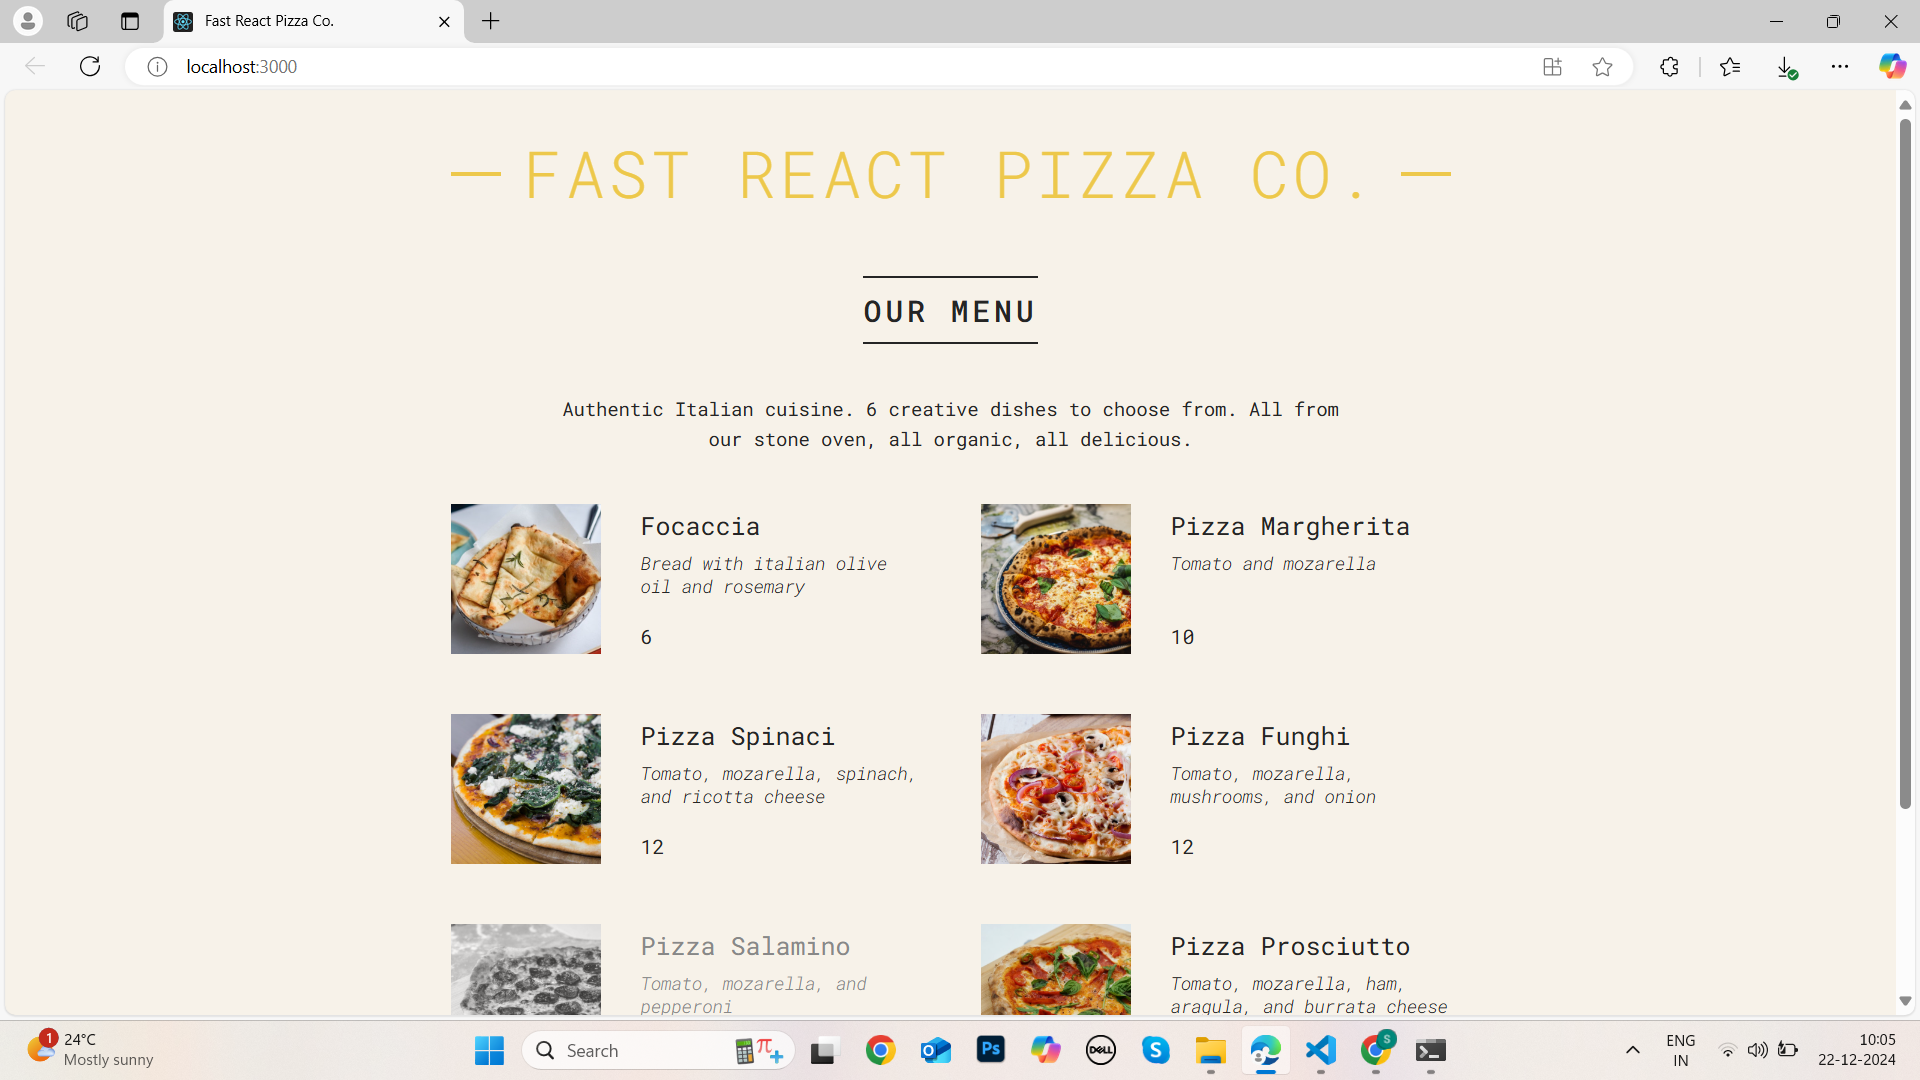 Fast React Pizza Co.
localhost:3000
FAST REACT PIZZA CO.
OUR MENU
Authentic Italian cuisine. 6 creative dishes to choose from. All from
our stone oven, all organic, all delicious.
Focaccia
Bread with italian olive
oil and rosemary
6
Pizza Margherita
Tomato and mozarella
10
Pizza Spinaci
Tomato, mozarella, spinach,
and ricotta cheese
12
Pizza Funghi
Tomato, mozarella,
mushrooms, and onion
12
Pizza Salamino
Tomato, mozarella, and
pepperoni
Pizza Prosciutto
Tomato, mozarella, ham,
aragula, and burrata cheese
1
24°C
Mostly sunny
Search
Ps
DELL
S
S
ENG
IN
10:05
22-12-2024